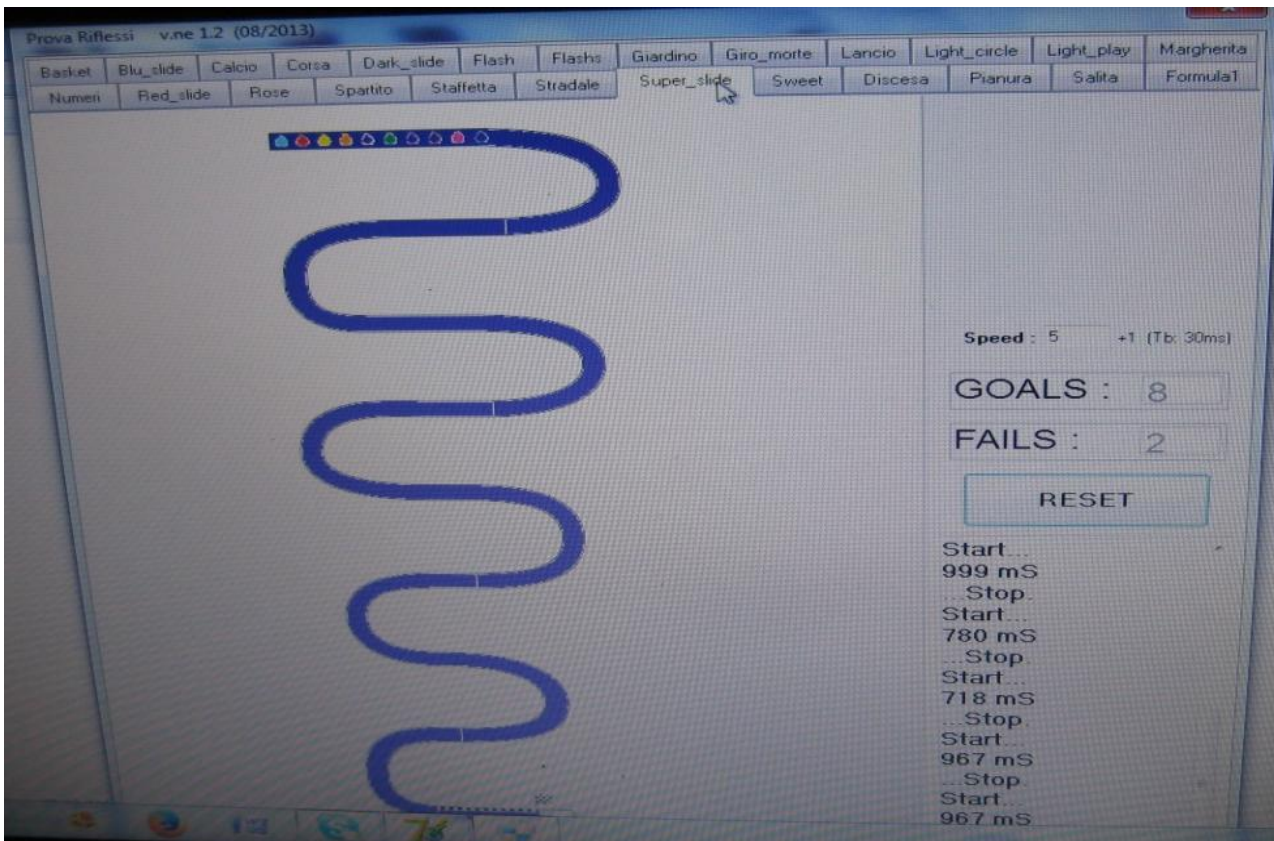 Prova Riflessi v.ne 1.2 (08/2013)
Basket Blu_slide Calcio Corsa Dark_slide Flash Flashs Giardino Giro_morte Lancio Light_circle Light_play Margherita
Numeri Red_slide Rose Spartito Staffetta Stradale Super_slide Sweet Discesa Pianura Salita Formula1
Speed : 5 +1 (Tb: 30ms)
GOALS : 8
FAILS : 2
RESET
Start...
999 mS
...Stop.
Start...
780 mS
...Stop.
Start...
718 mS
...Stop.
Start...
967 mS
...Stop.
Start...
967 mS